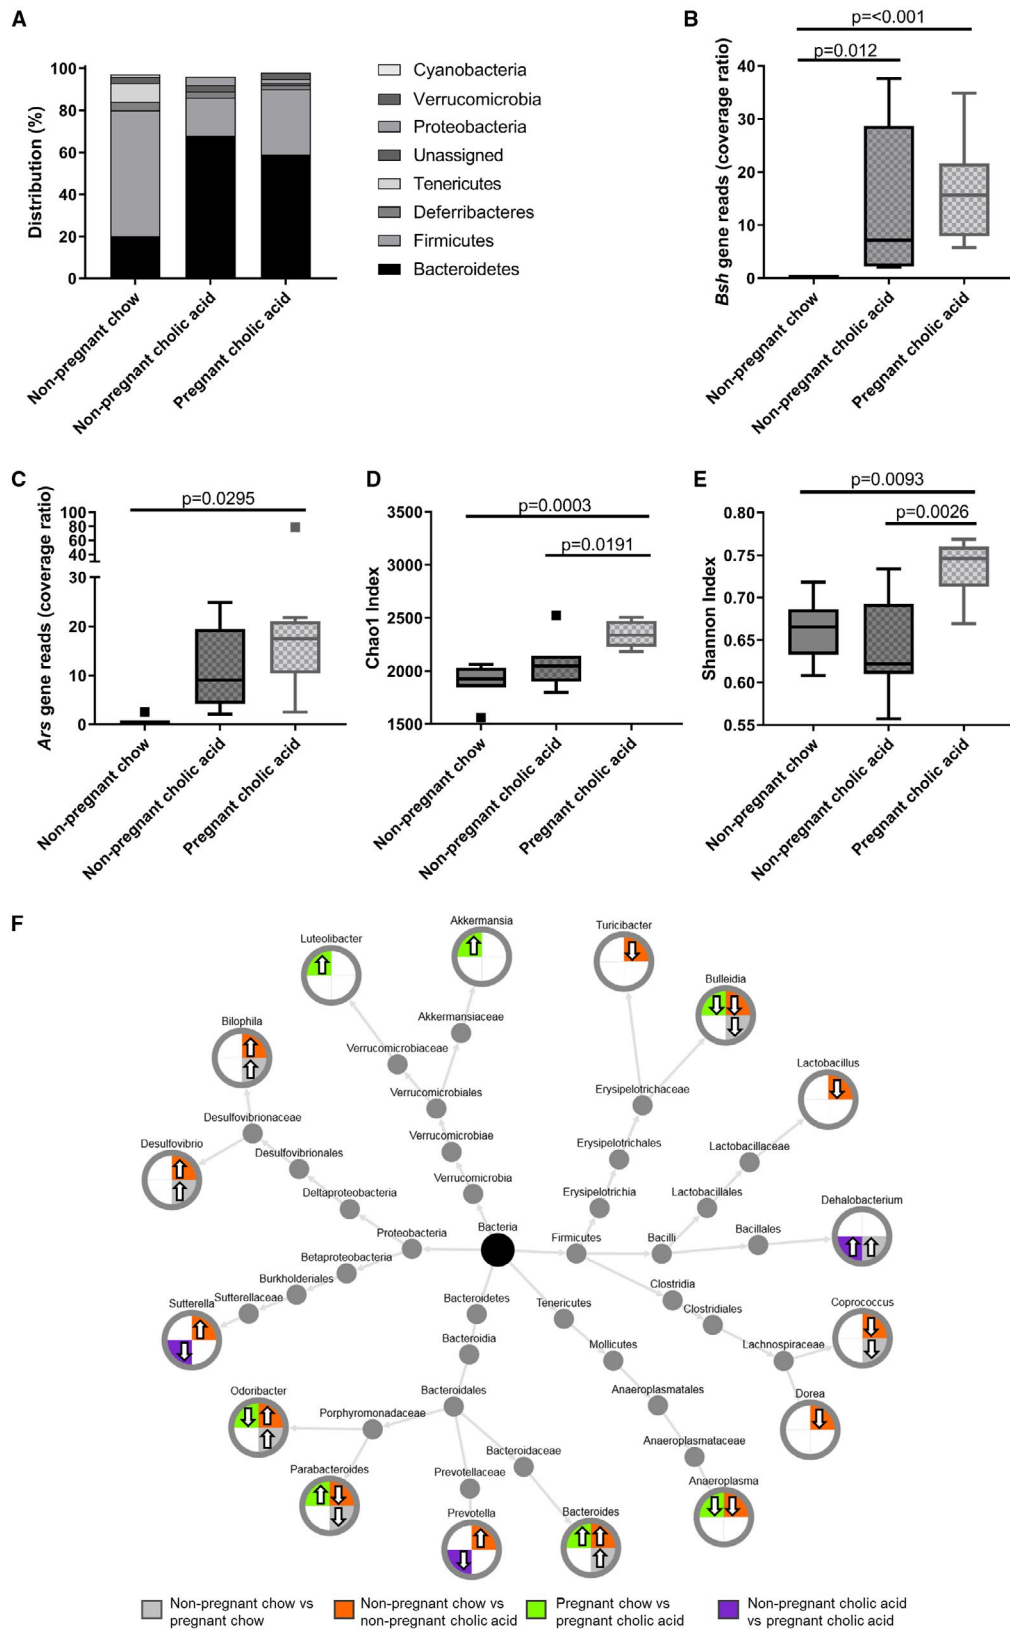 A
100
80
60
40
20
0
Distribution (%)
Non-pregnant chow
Non-pregnant cholic acid
Pregnant cholic acid
Cyanobacteria
Verrucomicrobia
Proteobacteria
Unassigned
Tenericutes
Deferribacteres
Firmicutes
Bacteroidetes
B
p=<0.001
p=0.012
40
30
20
10
0
Bsh gene reads (coverage ratio)
Non-pregnant chow
Non-pregnant cholic acid
Pregnant cholic acid
C
p=0.0295
100
80
60
40
30
20
10
0
Ars gene reads (coverage ratio)
Non-pregnant chow
Non-pregnant cholic acid
Pregnant cholic acid
D
p=0.0003
p=0.0191
3500
3000
2500
2000
1500
Chao1 Index
Non-pregnant chow
Non-pregnant cholic acid
Pregnant cholic acid
E
p=0.0093
p=0.0026
0.80
0.75
0.70
0.65
0.60
0.55
Shannon Index
Non-pregnant chow
Non-pregnant cholic acid
Pregnant cholic acid
F
Akkermansia
Turicibacter
Luteolibacter
Bulleidia
Akkermansiaceae
Bilophila
Verrucomicrobiaceae
Lactobacillus
Erysipelotrichaceae
Verrucomicrobiales
Desulfovibrionaceae
Verrucomicrobiae
Erysipelotrichales
Lactobacillaceae
Desulfovibrio
Desulfovibrionales
Verrucomicrobia
Erysipelotrichia
Lactobacillales
Deltaproteobacteria
Dehalobacterium
Proteobacteria
Bacteria
Firmicutes
Bacilli
Bacillales
Betaproteobacteria
Burkholderiales
Clostridia
Sutterella
Sutterellaceae
Bacteroidetes
Tenericutes
Clostridiales
Coprococcus
Bacteroidia
Mollicutes
Lachnospiraceae
Odoribacter
Bacteroidales
Anaeroplasmatales
Dorea
Porphyromonadaceae
Anaeroplasmataceae
Bacteroidaceae
Parabacteroides
Prevotellaceae
Anaeroplasma
Prevotella
Bacteroides
Non-pregnant chow vs
pregnant chow
Non-pregnant chow vs
non-pregnant cholic acid
Pregnant chow vs
pregnant cholic acid
Non-pregnant cholic acid
vs pregnant cholic acid